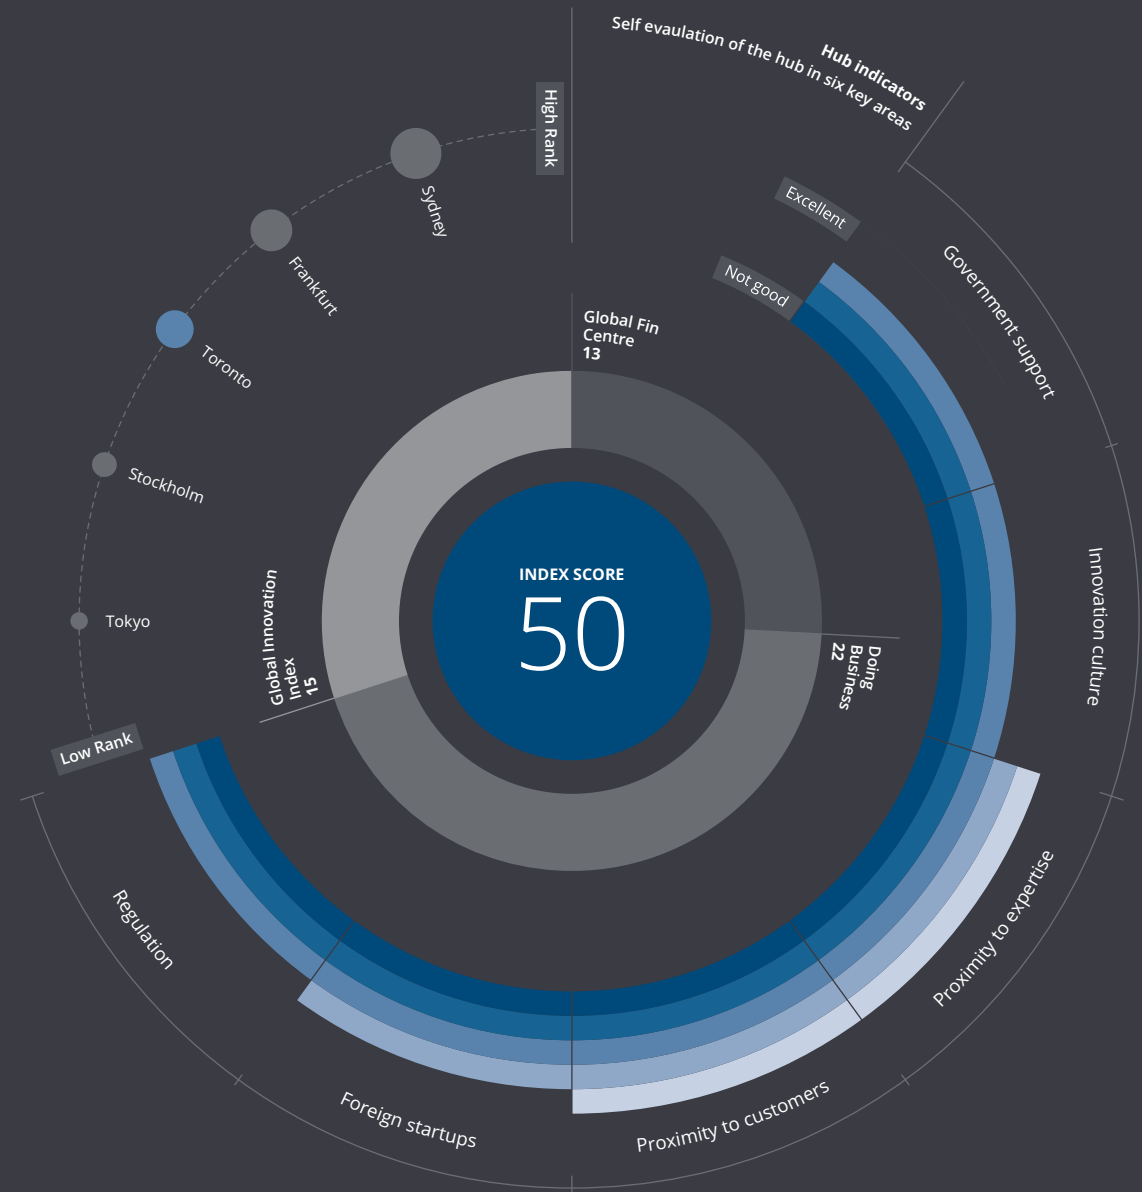 Hub indicators
Self evaulation of the hub in six key areas
High Rank
Sydney
Frankfurt
Toronto
Stockholm
Tokyo
Low Rank
Excellent
Not good
Government support
Innovation culture
Proximity to expertise
Proximity to customers
Foreign startups
Regulation
Global Fin
Centre
13
Doing
Business
22
Global Innovation
Index
15
INDEX SCORE
50